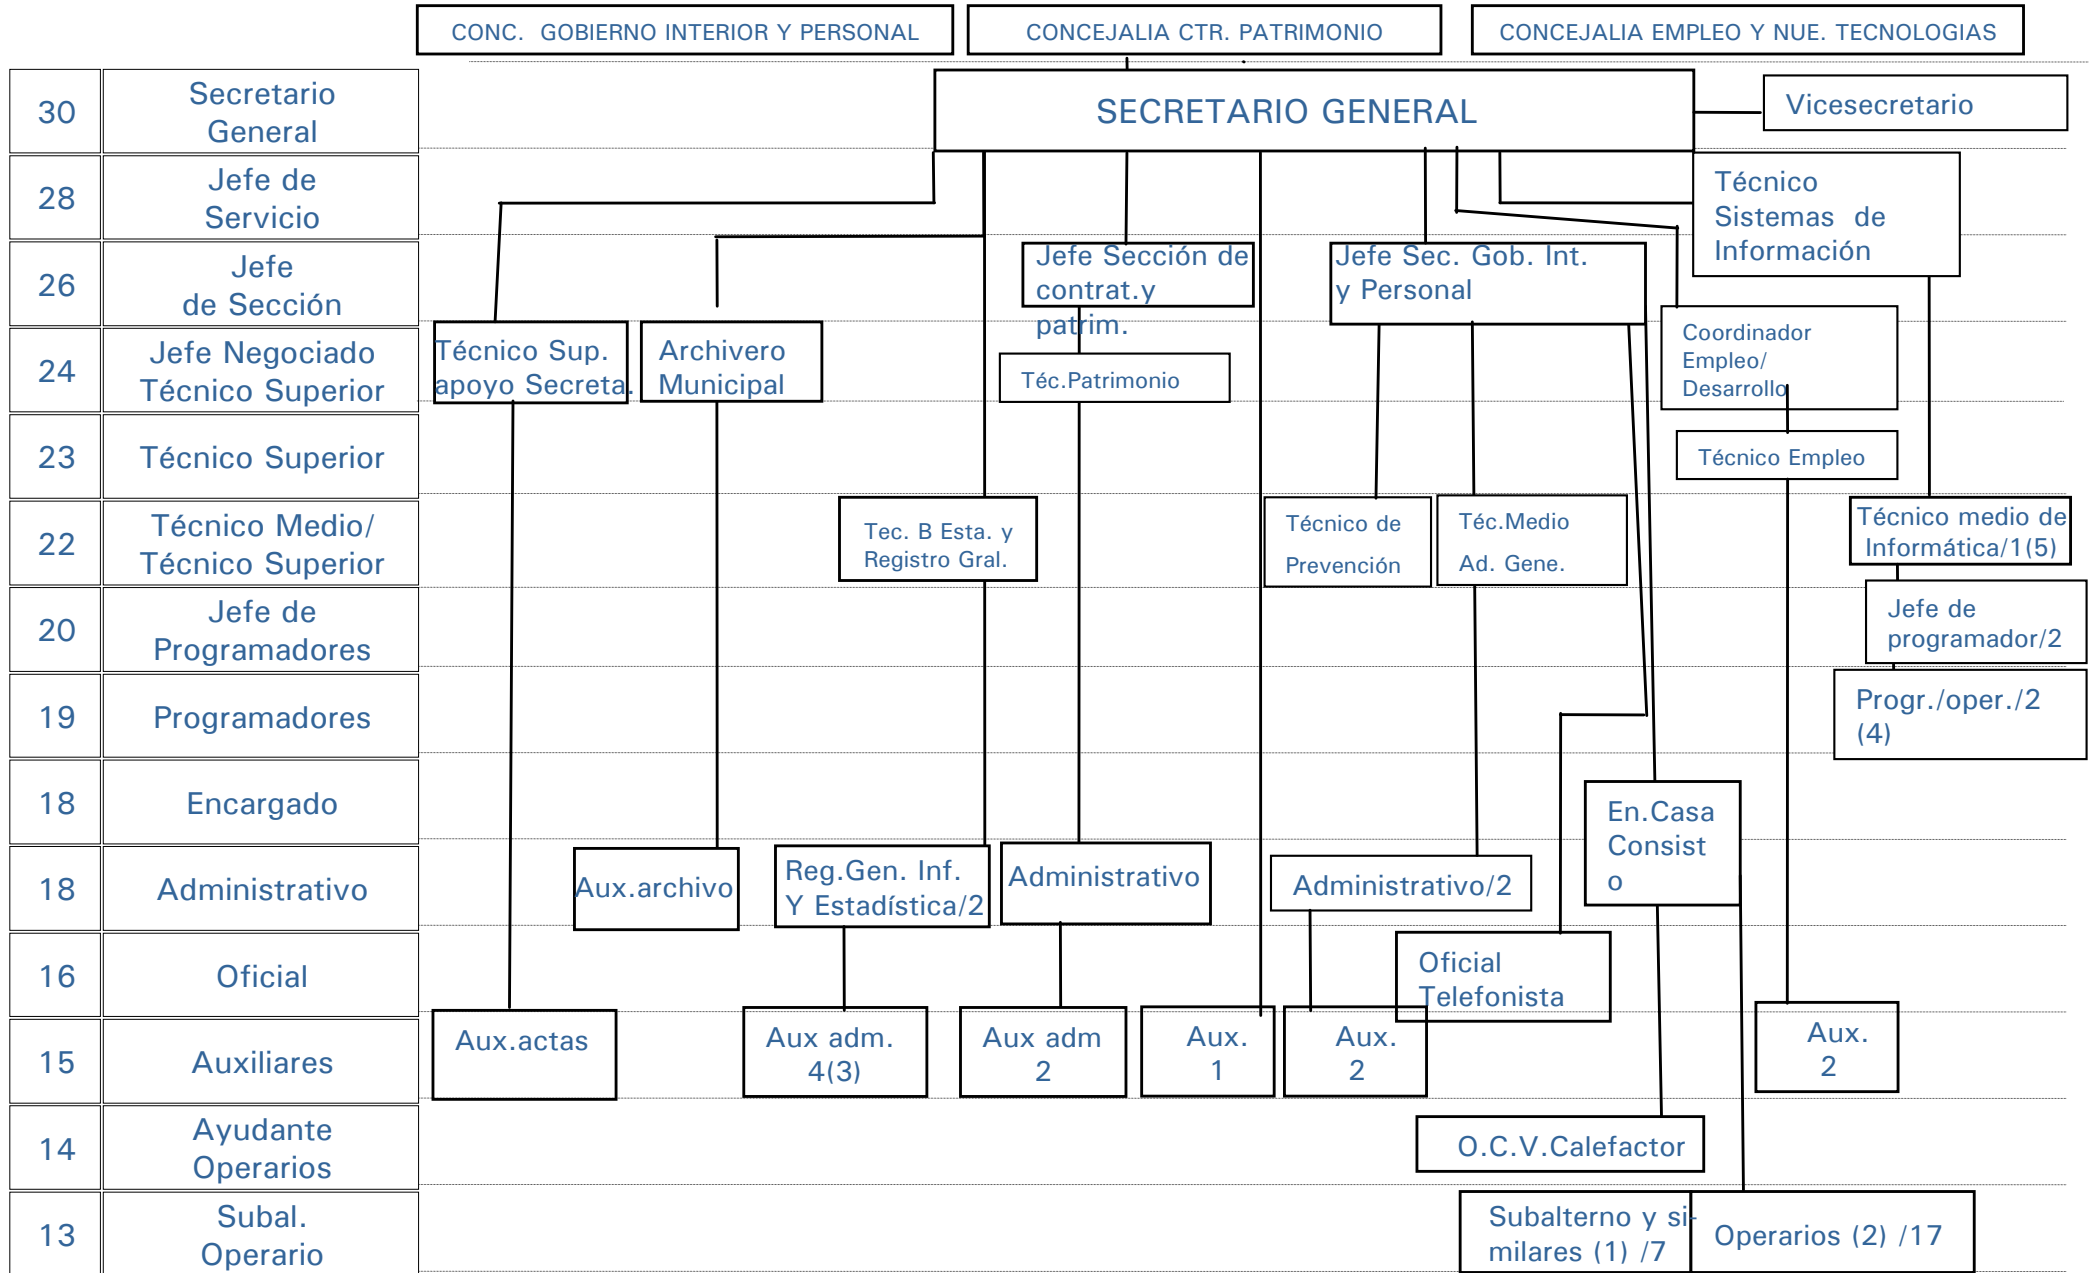 CONC. GOBIERNO INTERIOR Y PERSONAL
CONCEJALIA CTR. PATRIMONIO
CONCEJALIA EMPLEO Y NUE. TECNOLOGIAS
30
Secretario
General
SECRETARIO GENERAL
Vicesecretario
28
Jefe de
Servicio
Técnico
Sistemas de
Información
26
Jefe
de Sección
Jefe Sección de
contrat.y
patrim.
Jefe Sec. Gob. Int.
y Personal
24
Jefe Negociado
Técnico Superior
Técnico Sup.
apoyo Secreta.
Archivero
Municipal
Téc.Patrimonio
Coordinador
Empleo/
Desarrollo
23
Técnico Superior
Técnico Empleo
22
Técnico Medio/
Técnico Superior
Tec. B Esta. y
Registro Gral.
Técnico de
Prevención
Téc.Medio
Ad. Gene.
Técnico medio de
Informática/1(5)
20
Jefe de
Programadores
Jefe de
programador/2
19
Programadores
Progr./oper./2
(4)
18
Encargado
En.Casa
Consist
o
18
Administrativo
Aux.archivo
Reg.Gen. Inf.
Y Estadística/2
Administrativo
Administrativo/2
16
Oficial
Oficial
Telefonista
15
Auxiliares
Aux.actas
Aux adm.
4(3)
Aux adm
2
Aux.
1
Aux.
2
Aux.
2
14
Ayudante
Operarios
O.C.V.Calefactor
13
Subal.
Operario
Subalterno y si-
milares (1) /7
Operarios (2) /17